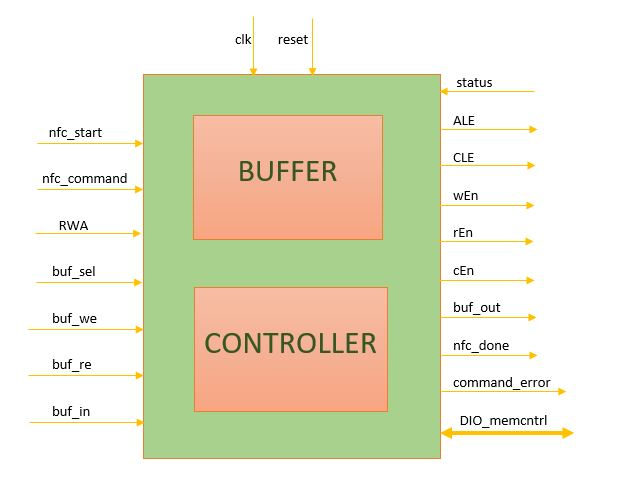 clk
reset
nfc_start
nfc_command
RWA
buf_sel
buf_we
buf_re
buf_in
BUFFER
CONTROLLER
status
ALE
CLE
wEn
rEn
cEn
buf_out
nfc_done
command_error
DIO_memcntrl